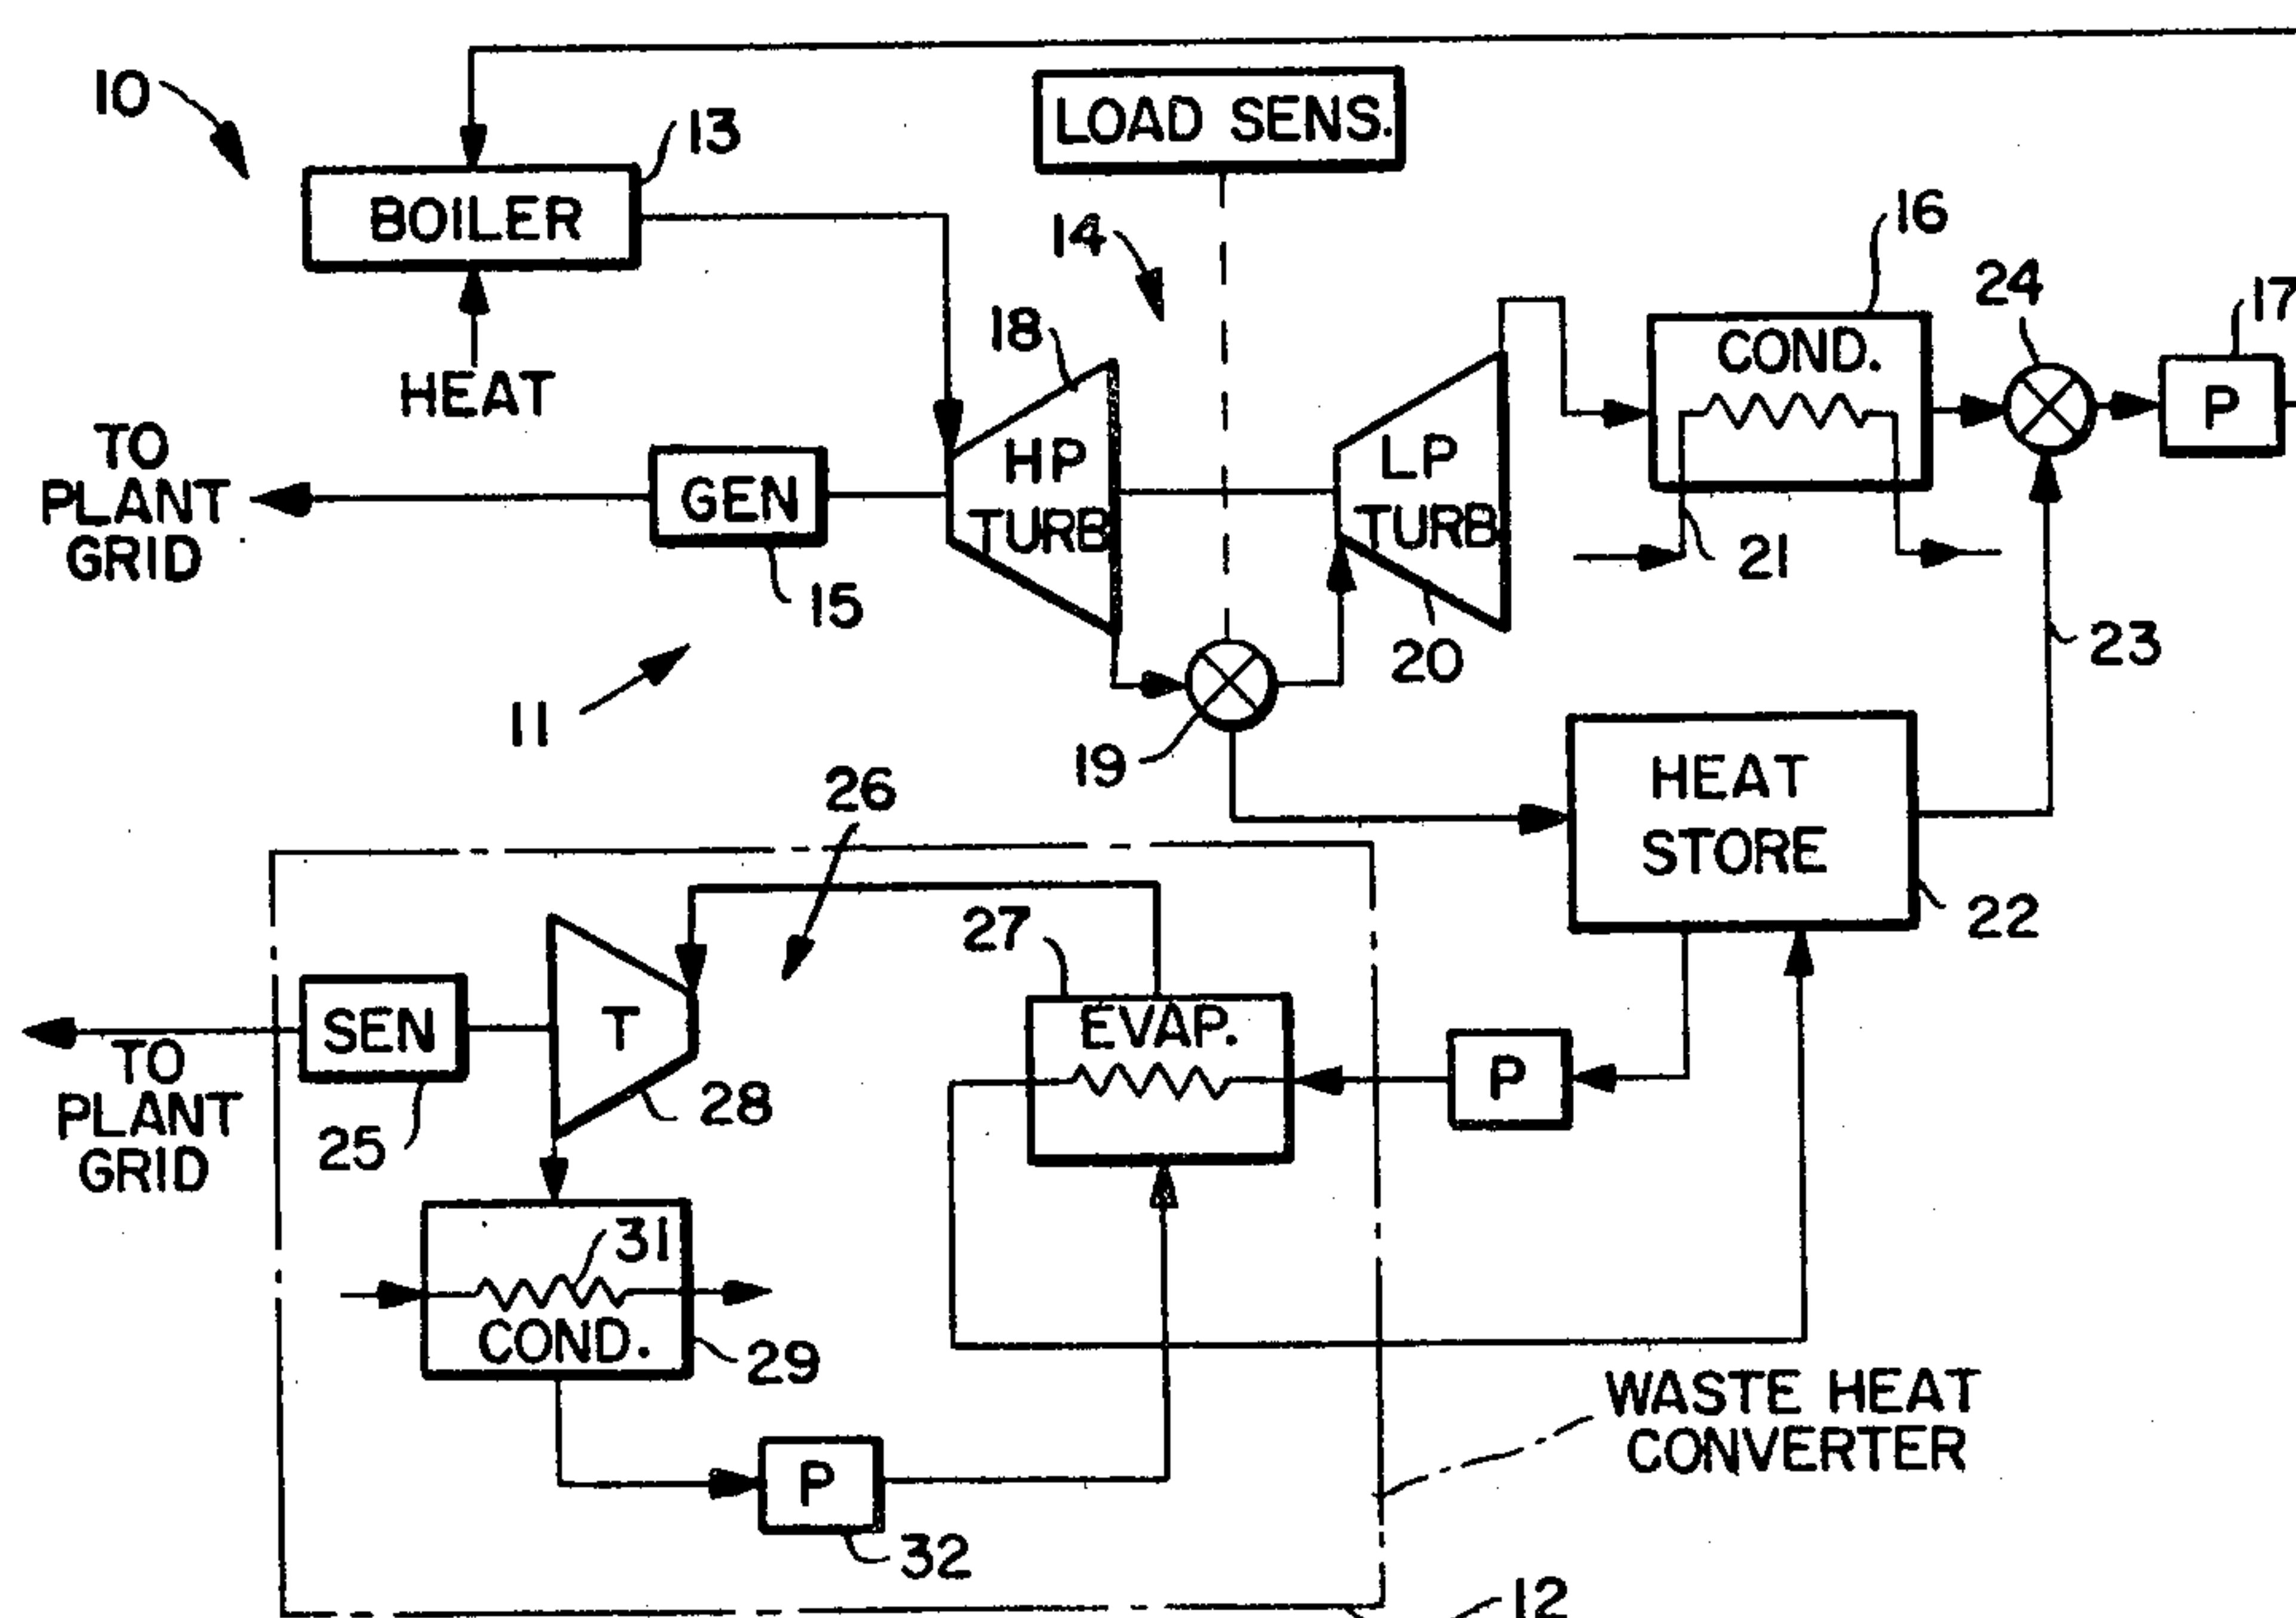 10
13
LOAD SENS.
BOILER
14
16
24
17
18
COND.
HEAT
TO
PLANT
GRID
GEN
HP
TURB
LP
TURB
P
21
15
20
23
11
19
HEAT
STORE
26
22
27
SEN
T
EVAP.
P
TO
PLANT
GRID
25
28
31
COND.
29
WASTE HEAT
CONVERTER
P
32
12